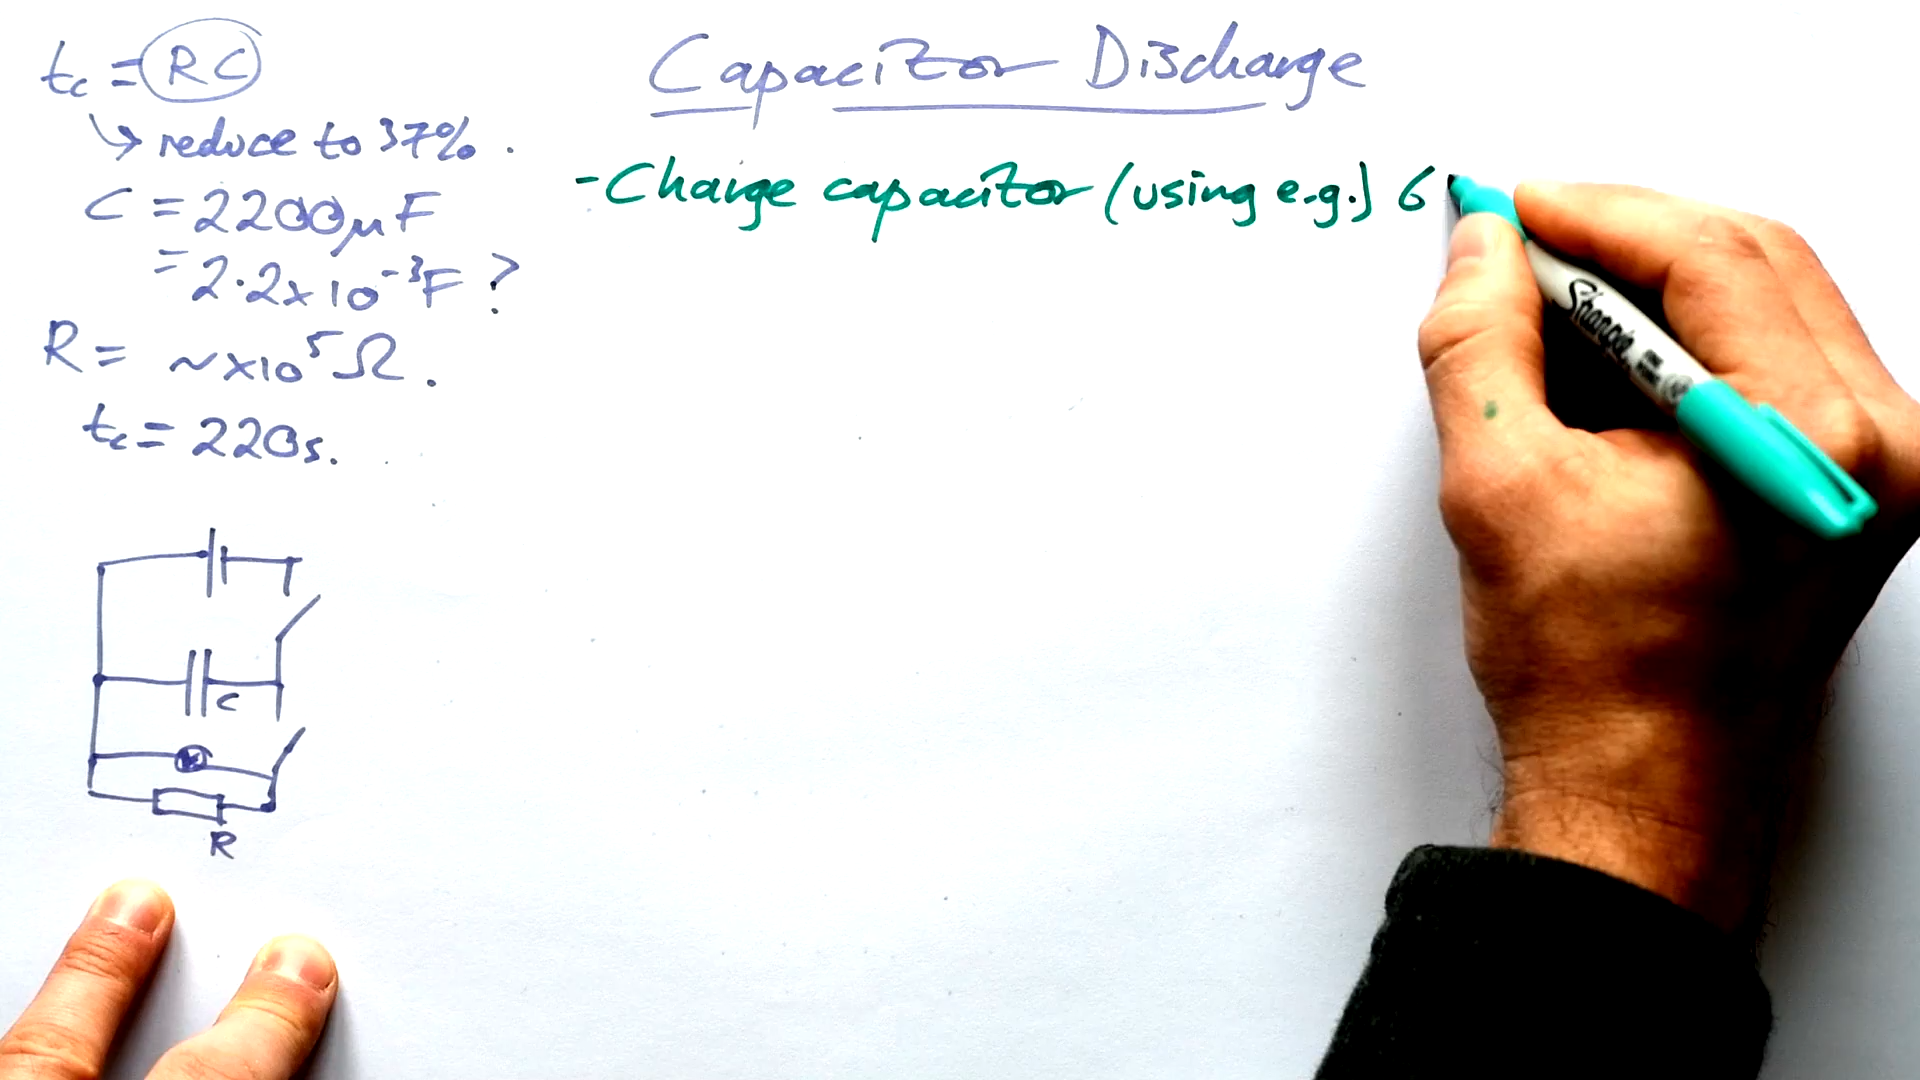 Capacitor Discharge
tc = RC
↳ reduce to 37%.
C = 2200μF
= 2.2x10⁻³F ?
R = ~x10⁵Ω.
tc = 220s.
- Charge capacitor (using e.g.) 6
C
R
Sharpie